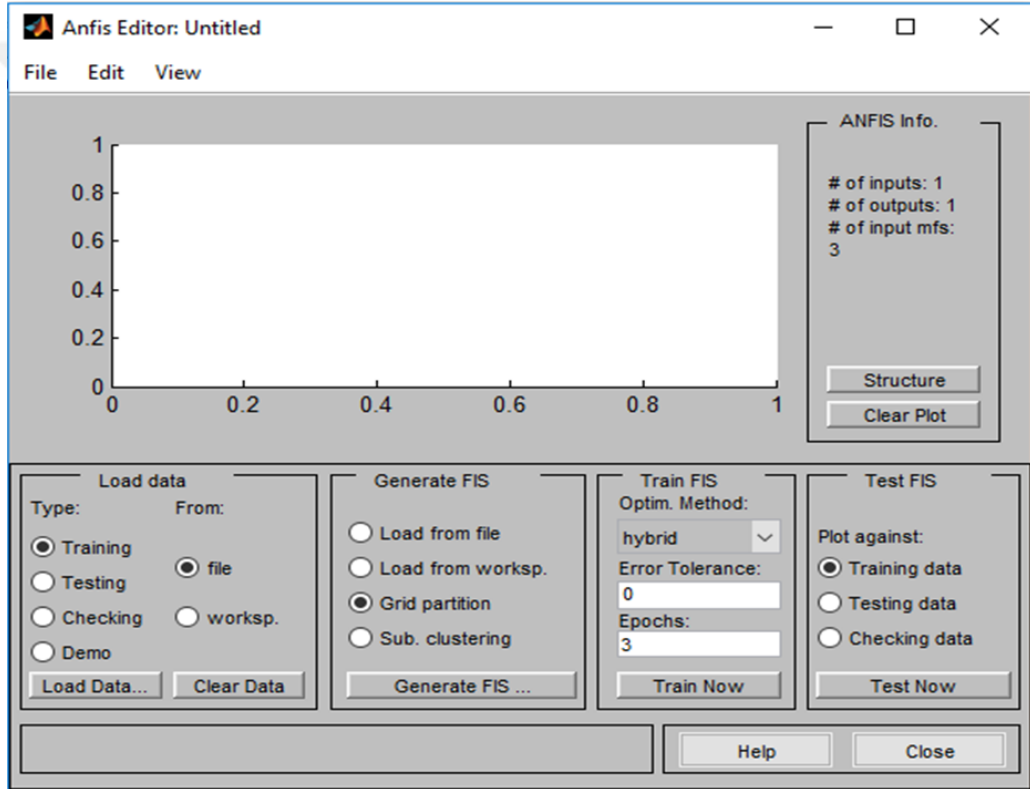 Anfis Editor: Untitled
File Edit View
1
0.8
0.6
0.4
0.2
0
0 0.2 0.4 0.6 0.8 1
ANFIS Info.
# of inputs: 1
# of outputs: 1
# of input mfs:
3
Structure
Clear Plot
Load data
Type: From:
Training
file
Testing
Checking
worksp.
Demo
Load Data... Clear Data
Generate FIS
Load from file
Load from worksp.
Grid partition
Sub. clustering
Generate FIS ...
Train FIS
Optim. Method:
hybrid
Error Tolerance:
0
Epochs:
3
Train Now
Test FIS
Plot against:
Training data
Testing data
Checking data
Test Now
Help Close